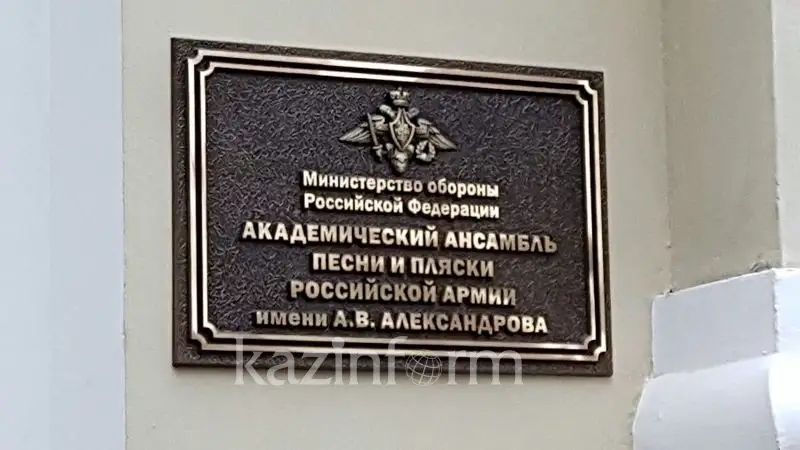 Министерство обороны
Российской Федерации
АКАДЕМИЧЕСКИЙ АНСАМБЛЬ
ПЕСНИ И ПЛЯСКИ
РОССИЙСКОЙ АРМИИ
имени А.В. АЛЕКСАНДРОВА
kazinform